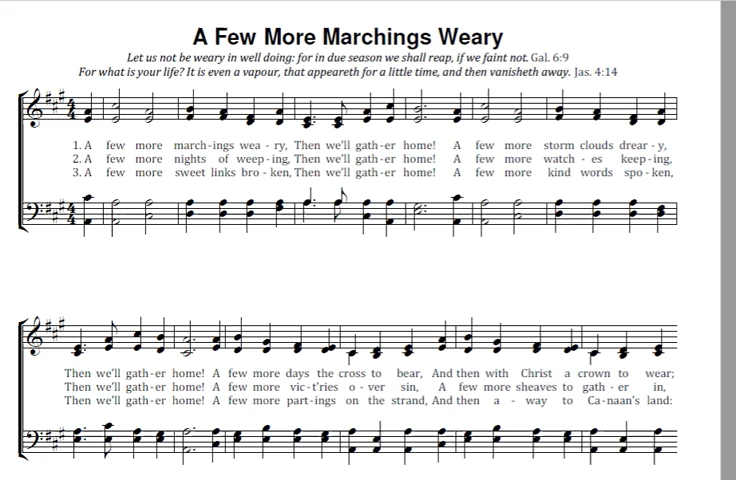 A Few More Marchings Weary
Let us not be weary in well doing: for in due season we shall reap, if we faint not. Gal. 6:9
For what is your life? It is even a vapour, that appeareth for a little time, and then vanisheth away. Jas. 4:14
4 4
1. A few more march-ings wea - ry, Then we'll gath-er home! A few more storm clouds drear - y,
2. A few more nights of weep - ing, Then we'll gath-er home! A few more watch - es keep - ing,
3. A few more sweet links bro - ken, Then we'll gath-er home! A few more kind words spo - ken,
4 4
Then we'll gath-er home! A few more days the cross to bear, And then with Christ a crown to wear;
Then we'll gath-er home! A few more vic-t'ries o - ver sin, A few more sheaves to gath - er in,
Then we'll gath-er home! A few more part-ings on the strand, And then a - way to Ca-naan's land: